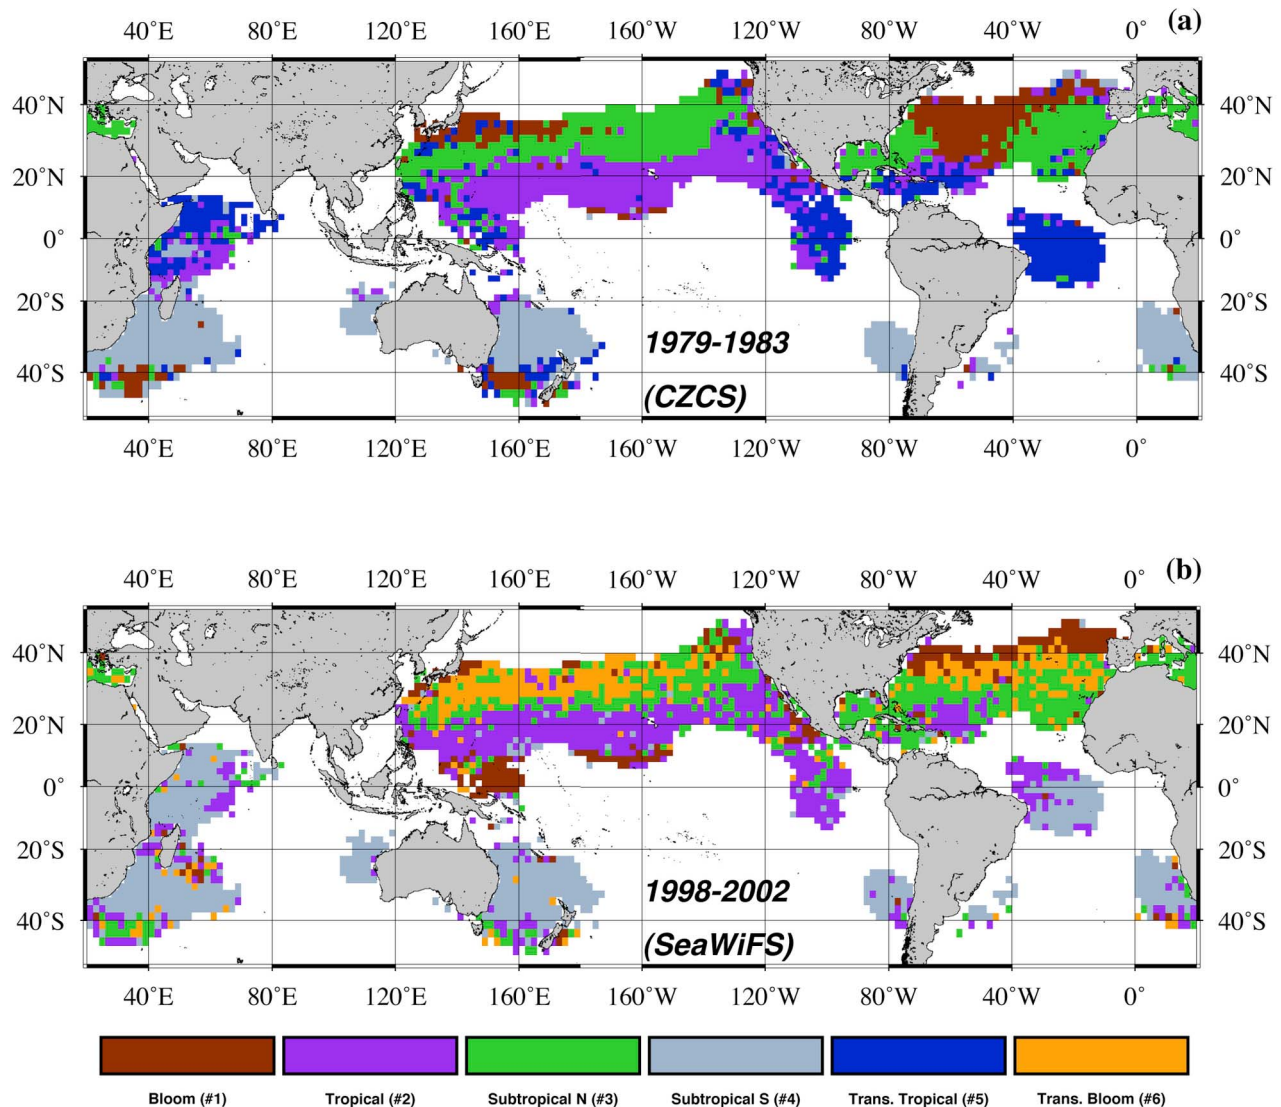 (a)
40°E 80°E 120°E 160°E 160°W 120°W 80°W 40°W 0°
40°N 40°N
20°N 20°N
0° 0°
20°S 20°S
1979-1983
40°S 40°S
(CZCS)
40°E 80°E 120°E 160°E 160°W 120°W 80°W 40°W 0°
(b)
40°E 80°E 120°E 160°E 160°W 120°W 80°W 40°W 0°
40°N 40°N
20°N 20°N
0° 0°
20°S 20°S
1998-2002
40°S 40°S
(SeaWiFS)
40°E 80°E 120°E 160°E 160°W 120°W 80°W 40°W 0°
Bloom (#1) Tropical (#2) Subtropical N (#3) Subtropical S (#4) Trans. Tropical (#5) Trans. Bloom (#6)